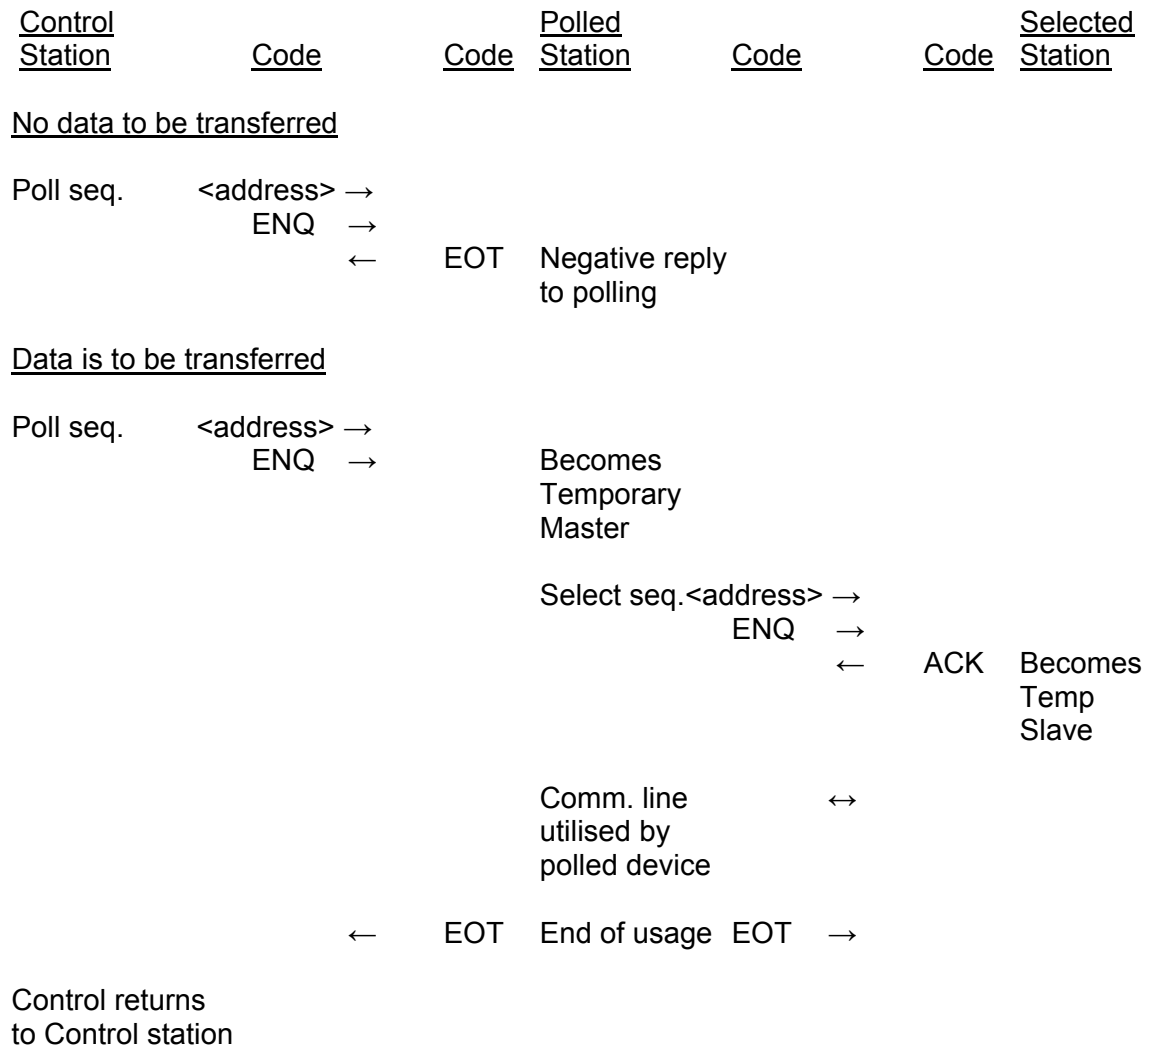 Control Polled Selected
Station Code Code Station Code Code Station
No data to be transferred
Poll seq. <address> →
ENQ →
← EOT Negative reply
to polling
Data is to be transferred
Poll seq. <address> →
ENQ → Becomes
Temporary
Master
Select seq.<address> →
ENQ →
← ACK Becomes
Temp
Slave
Comm. line ↔
utilised by
polled device
← EOT End of usage EOT →
Control returns
to Control station